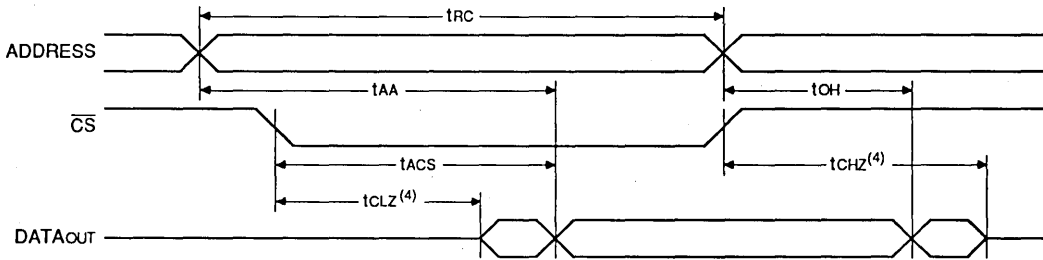 tRC
ADDRESS
tAA
tOH
CS
tACS
tCHZ(4)
tCLZ(4)
DATAOUT